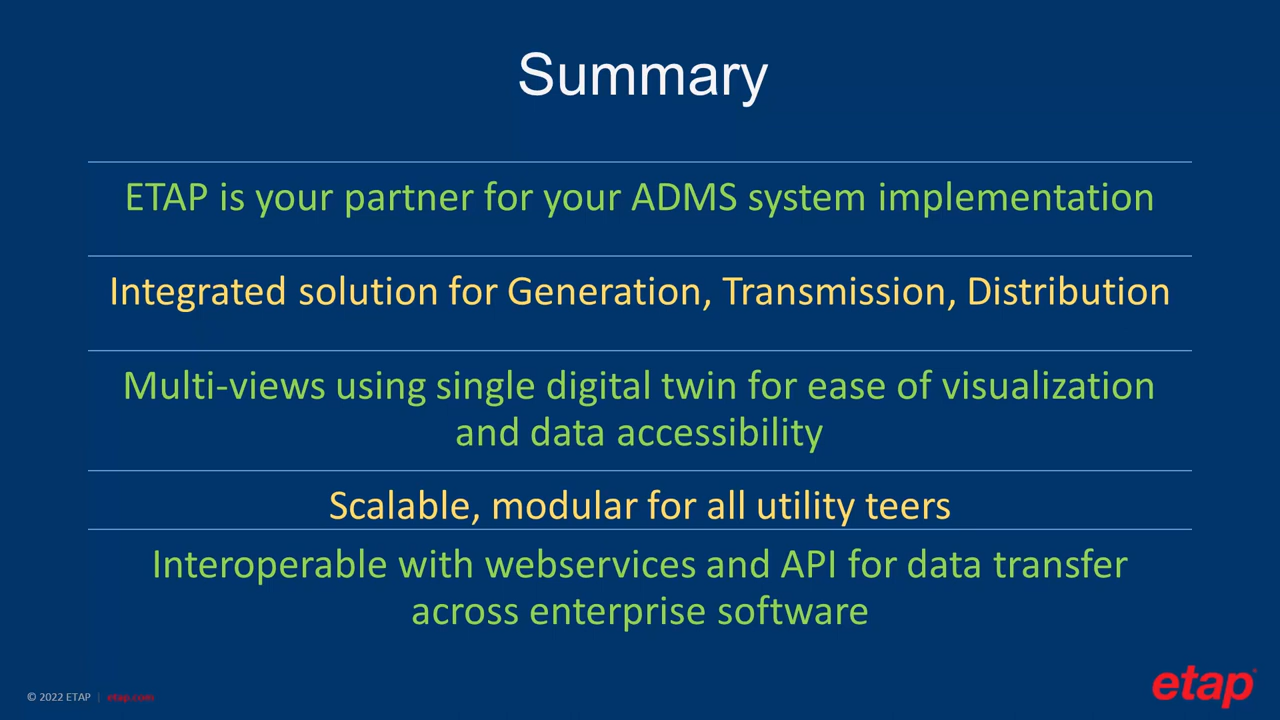 Summary
ETAP is your partner for your ADMS system implementation
Integrated solution for Generation, Transmission, Distribution
Multi-views using single digital twin for ease of visualization
and data accessibility
Scalable, modular for all utility teers
Interoperable with webservices and API for data transfer
across enterprise software
© 2022 ETAP | etap.com
etap